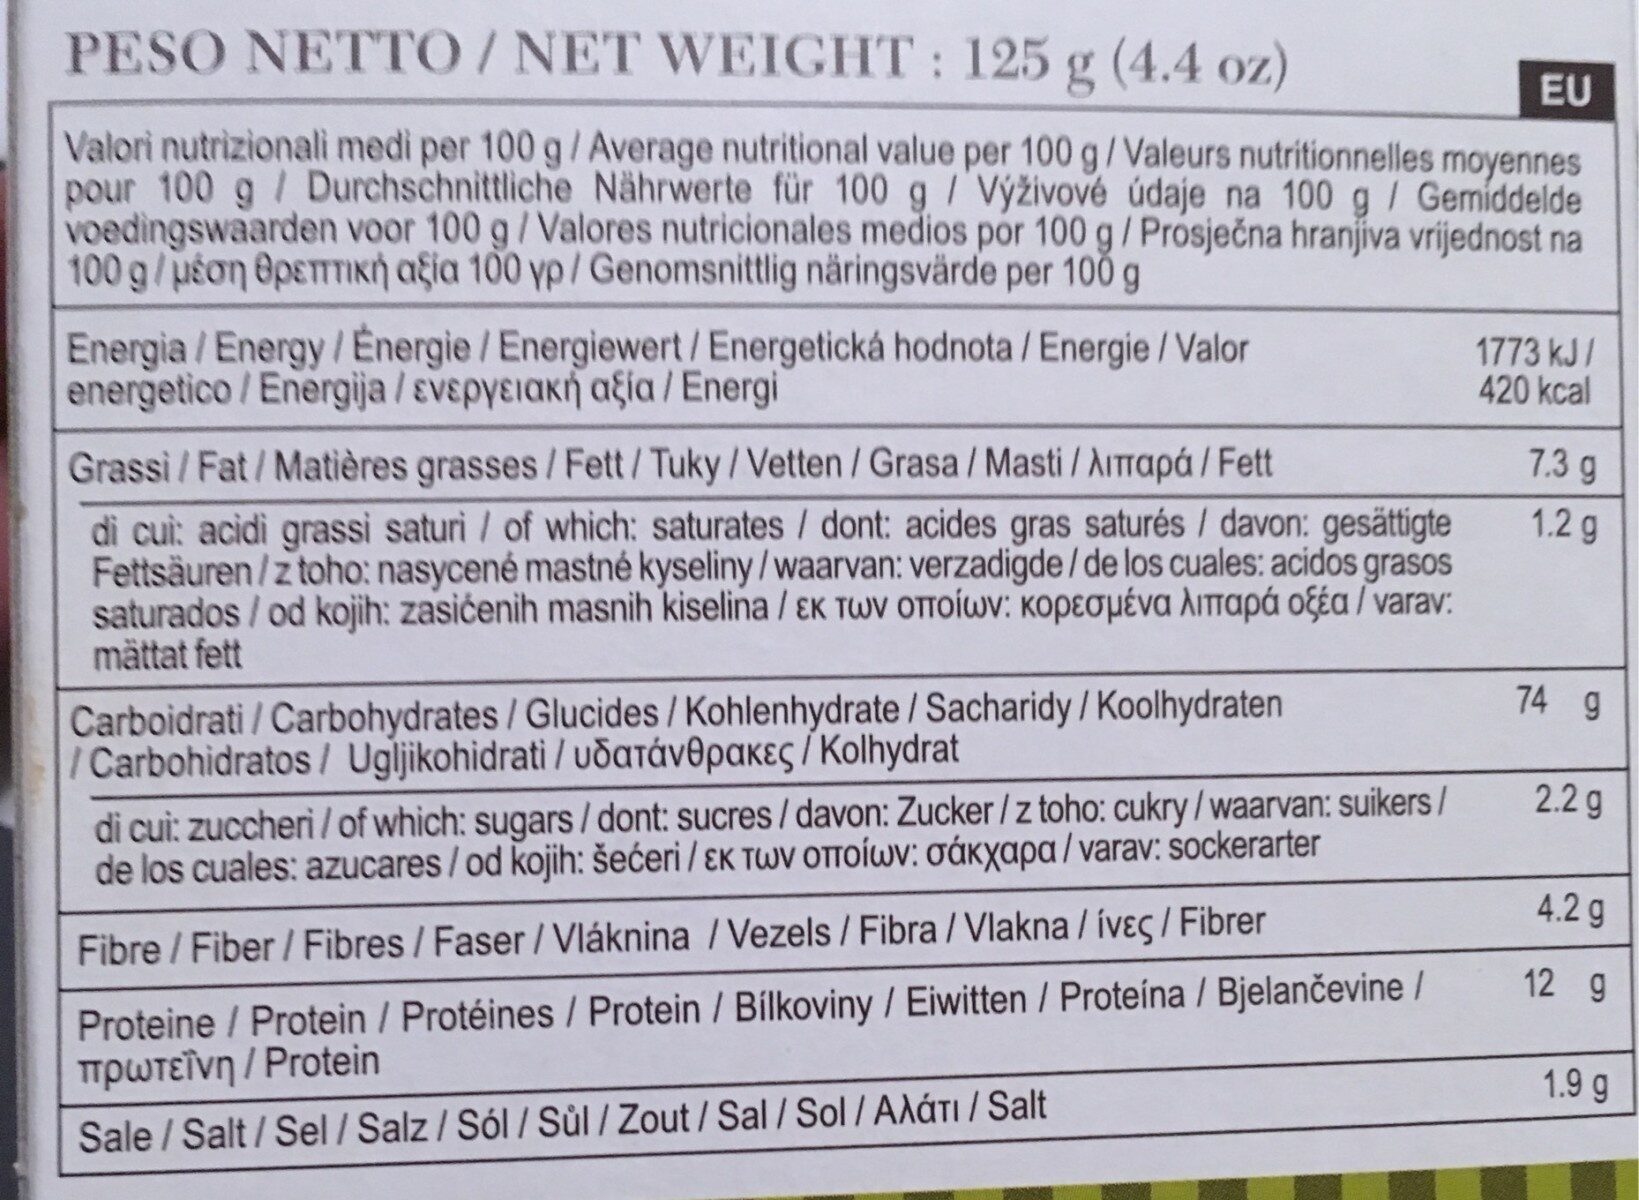 PESO NETTO / NET WEIGHT : 125 g (4.4 oz)
EU
Valori nutrizionali medi per 100 g / Average nutritional value per 100 g / Valeurs nutritionnelles moyennes
pour 100 g / Durchschnittliche Nährwerte für 100 g / Výživové údaje na 100 g / Gemiddelde
voedingswaarden voor 100 g / Valores nutricionales medios por 100 g / Prosječna hranjiva vrijednost na
100 g / μέση θρεπτική αξία 100 γρ / Genomsnittlig näringsvärde per 100 g
Energia / Energy / Énergie / Energiewert / Energetická hodnota / Energie / Valor 1773 kJ /
energetico / Energija / ενεργειακή αξία / Energi 420 kcal
Grassi / Fat / Matières grasses / Fett / Tuky / Vetten / Grasa / Masti / λιπαρά / Fett 7.3 g
di cui: acidi grassi saturi / of which: saturates / dont: acides gras saturés / davon: gesättigte 1.2 g
Fettsäuren / z toho: nasycené mastné kyseliny / waarvan: verzadigde / de los cuales: acidos grasos
saturados / od kojih: zasićenih masnih kiselina / εκ των οποίων: κορεσμένα λιπαρά οξέα / varav:
mättat fett
Carboidrati / Carbohydrates / Glucides / Kohlenhydrate / Sacharidy / Koolhydraten 74 g
/ Carbohidratos / Ugljikohidrati / υδατάνθρακες / Kolhydrat
di cui: zuccheri / of which: sugars / dont: sucres / davon: Zucker / z toho: cukry / waarvan: suikers / 2.2 g
de los cuales: azucares / od kojih: šećeri / εκ των οποίων: σάκχαρα / varav: sockerarter
Fibre / Fiber / Fibres / Faser / Vláknina / Vezels / Fibra / Vlakna / ίνες / Fibrer 4.2 g
Proteine / Protein / Protéines / Protein / Bílkoviny / Eiwitten / Proteína / Bjelančevine / 12 g
πρωτεΐνη / Protein
Sale / Salt / Sel / Salz / Sól / Sůl / Zout / Sal / Sol / Αλάτι / Salt 1.9 g